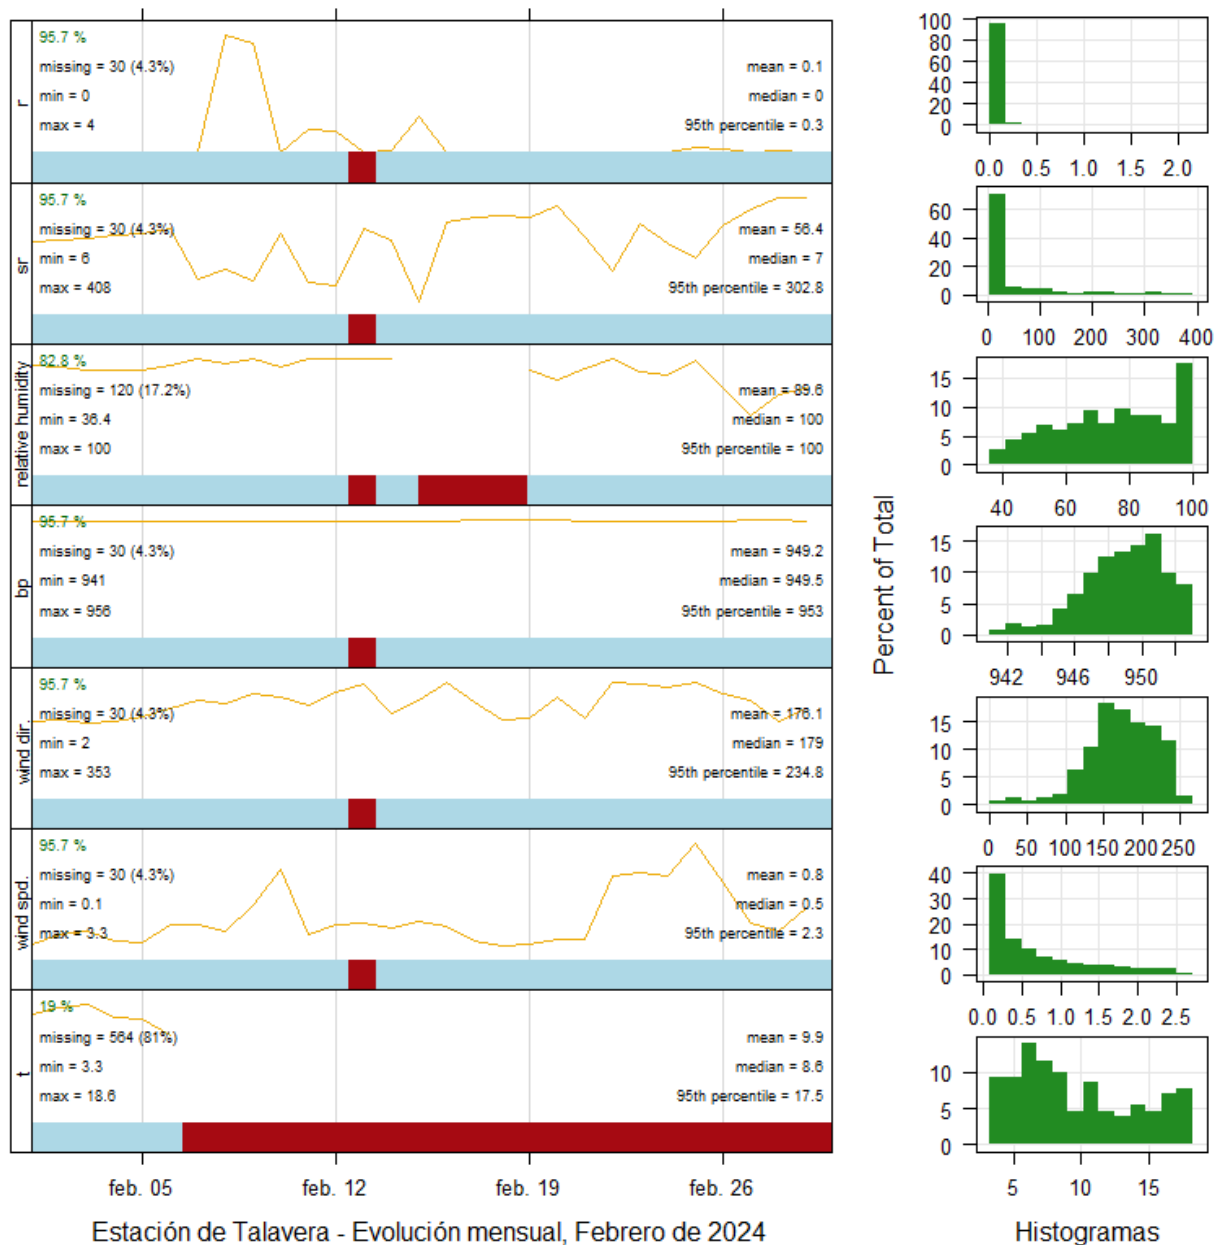 r
95.7 %
missing = 30 (4.3%)
min = 0
max = 4
mean = 0.1
median = 0
95th percentile = 0.3
sr
95.7 %
missing = 30 (4.3%)
min = 6
max = 408
mean = 56.4
median = 7
95th percentile = 302.8
relative humidity
82.8 %
missing = 120 (17.2%)
min = 36.4
max = 100
mean = 89.6
median = 100
95th percentile = 100
bp
95.7 %
missing = 30 (4.3%)
min = 941
max = 956
mean = 949.2
median = 949.5
95th percentile = 953
wind dir.
95.7 %
missing = 30 (4.3%)
min = 2
max = 353
mean = 176.1
median = 179
95th percentile = 234.8
wind spd.
95.7 %
missing = 30 (4.3%)
min = 0.1
max = 3.3
mean = 0.8
median = 0.5
95th percentile = 2.3
t
19 %
missing = 564 (81%)
min = 3.3
max = 18.6
mean = 9.9
median = 8.6
95th percentile = 17.5
feb. 05 feb. 12 feb. 19 feb. 26
Estación de Talavera - Evolución mensual, Febrero de 2024
Percent of Total
100
80
60
40
20
0
0.0 0.5 1.0 1.5 2.0
60
40
20
0
0 100 200 300 400
15
10
5
0
40 60 80 100
15
10
5
0
942 946 950
15
10
5
0
0 50 100 150 200 250
40
30
20
10
0
0.0 0.5 1.0 1.5 2.0 2.5
10
5
0
5 10 15
Histogramas